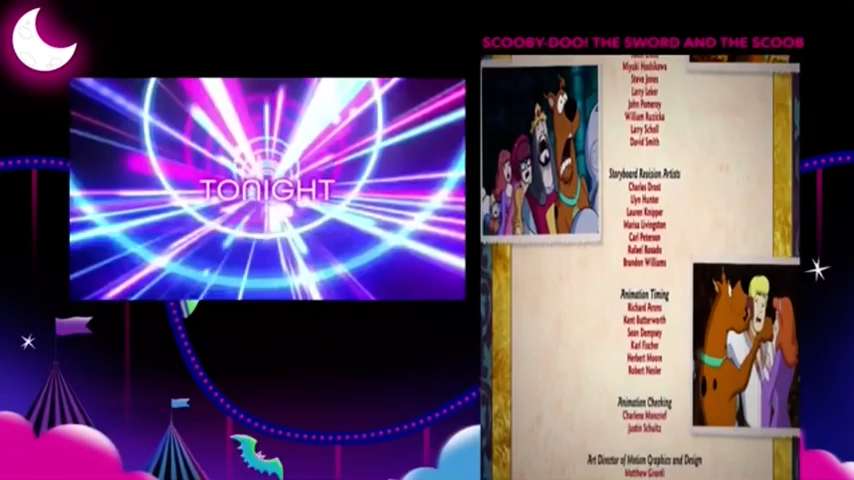 SCOOBY-DOO! THE SWORD AND THE SCOOB
TONIGHT
Miyuki Hoshikawa
Steve Jones
Larry Leker
John Pomeroy
William Ruzicka
Larry Scholl
David Smith
Storyboard Revision Artists
Charles Drost
Llyn Hunter
Lauren Knipper
Marisa Livingston
Carl Peterson
Rafael Rosado
Brandon Williams
Animation Timing
Richard Arons
Kent Butterworth
Sean Dempsey
Karl Fischer
Herbert Moore
Robert Nesler
Animation Checking
Charlene Moncrief
Justin Schultz
Art Director of Motion Graphics and Design
Matthew Girardi